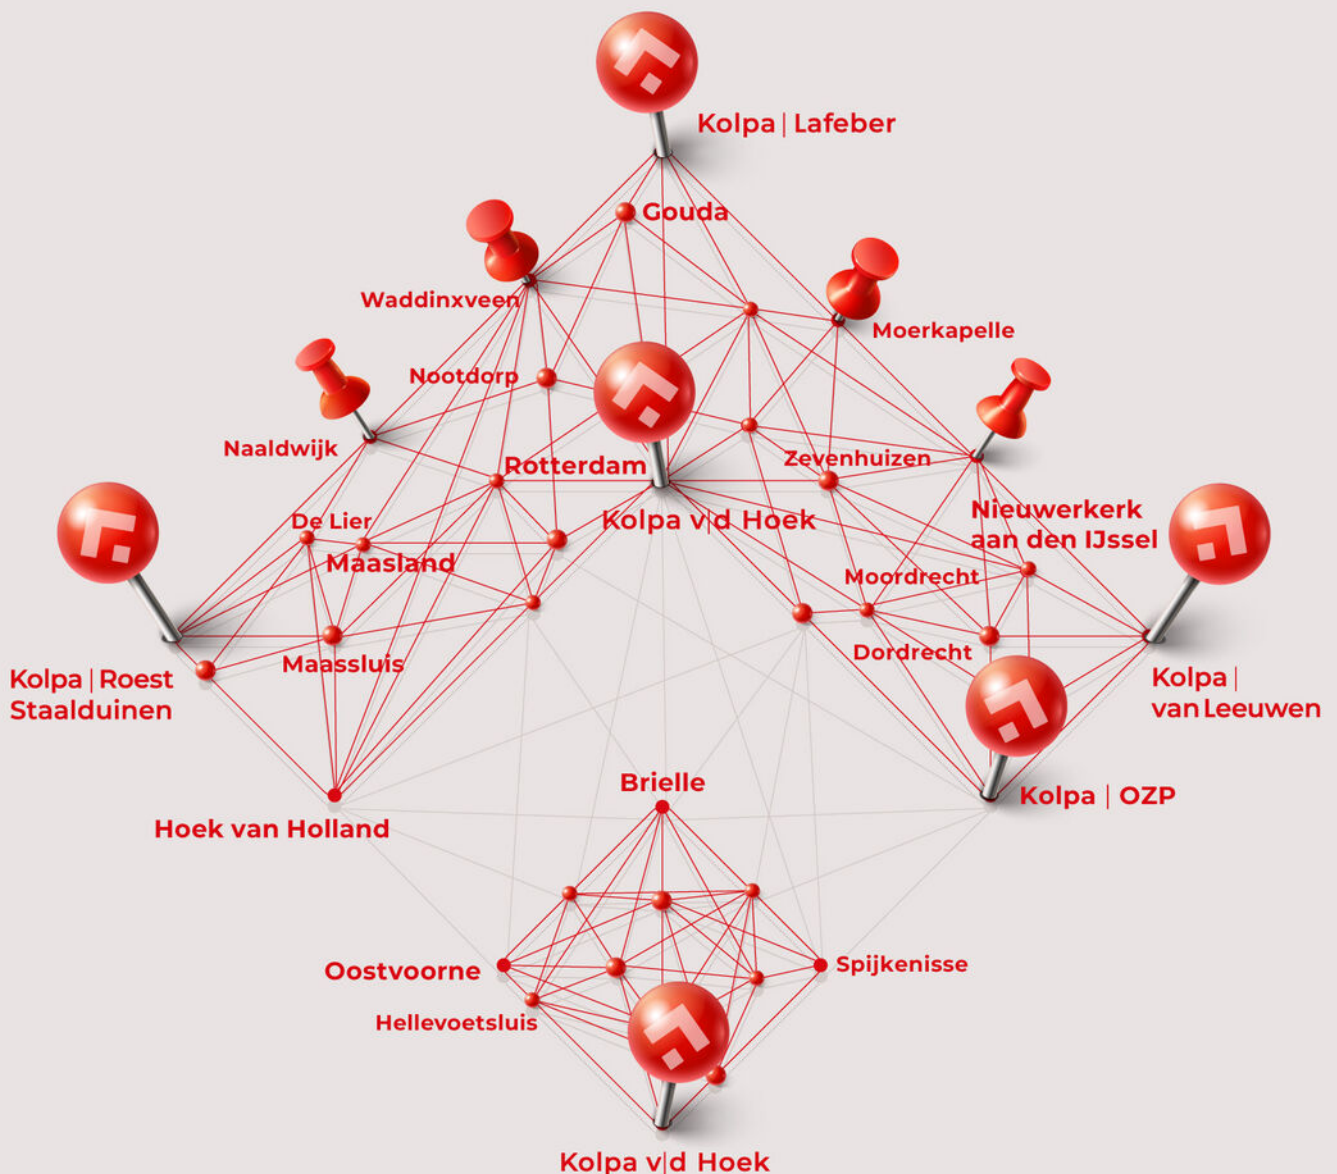 Kolpa | Lafeber
Gouda
Waddinxveen
Moerkapelle
Nootdorp
Naaldwijk
Rotterdam
Zevenhuizen
De Lier
Kolpa v|d Hoek
Nieuwerkerk
aan den IJssel
Maasland
Moordrecht
Maassluis
Dordrecht
Kolpa | Roest
Staalduinen
Kolpa |
van Leeuwen
Brielle
Kolpa | OZP
Hoek van Holland
Oostvoorne
Spijkenisse
Hellevoetsluis
Kolpa v|d Hoek